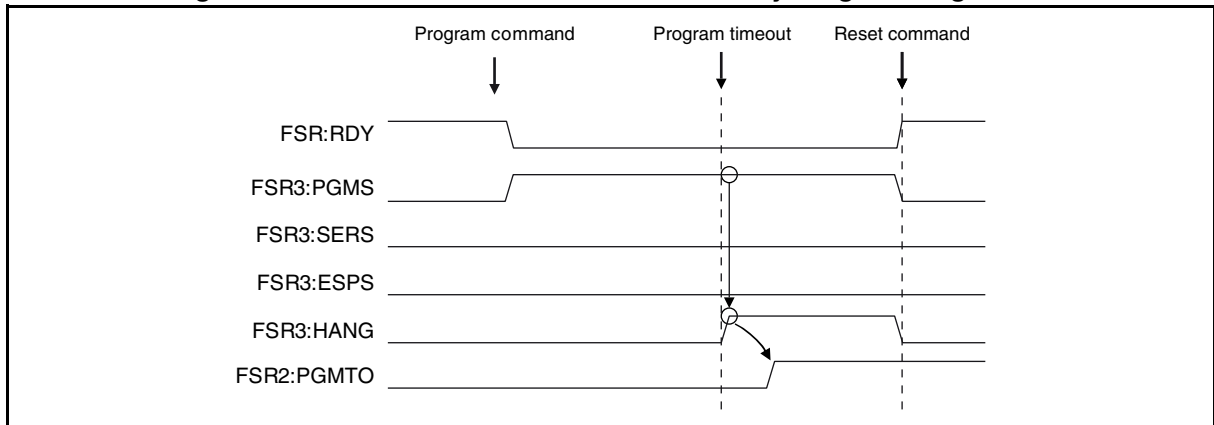 Program command Program timeout Reset command
FSR:RDY
FSR3:PGMS
FSR3:SERS
FSR3:ESPS
FSR3:HANG
FSR2:PGMTO